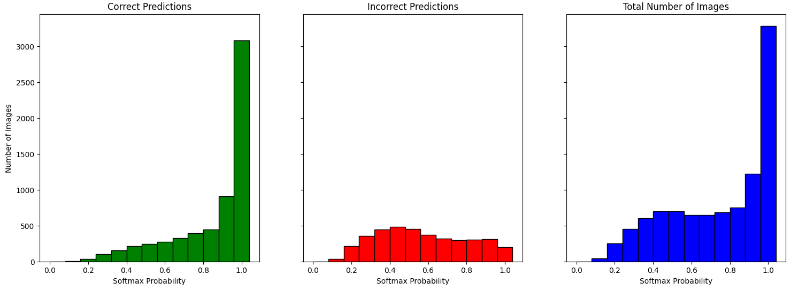 Correct Predictions
Number of Images
3000
2500
2000
1500
1000
500
0
0.0 0.2 0.4 0.6 0.8 1.0
Softmax Probability
Incorrect Predictions
0.0 0.2 0.4 0.6 0.8 1.0
Softmax Probability
Total Number of Images
0.0 0.2 0.4 0.6 0.8 1.0
Softmax Probability